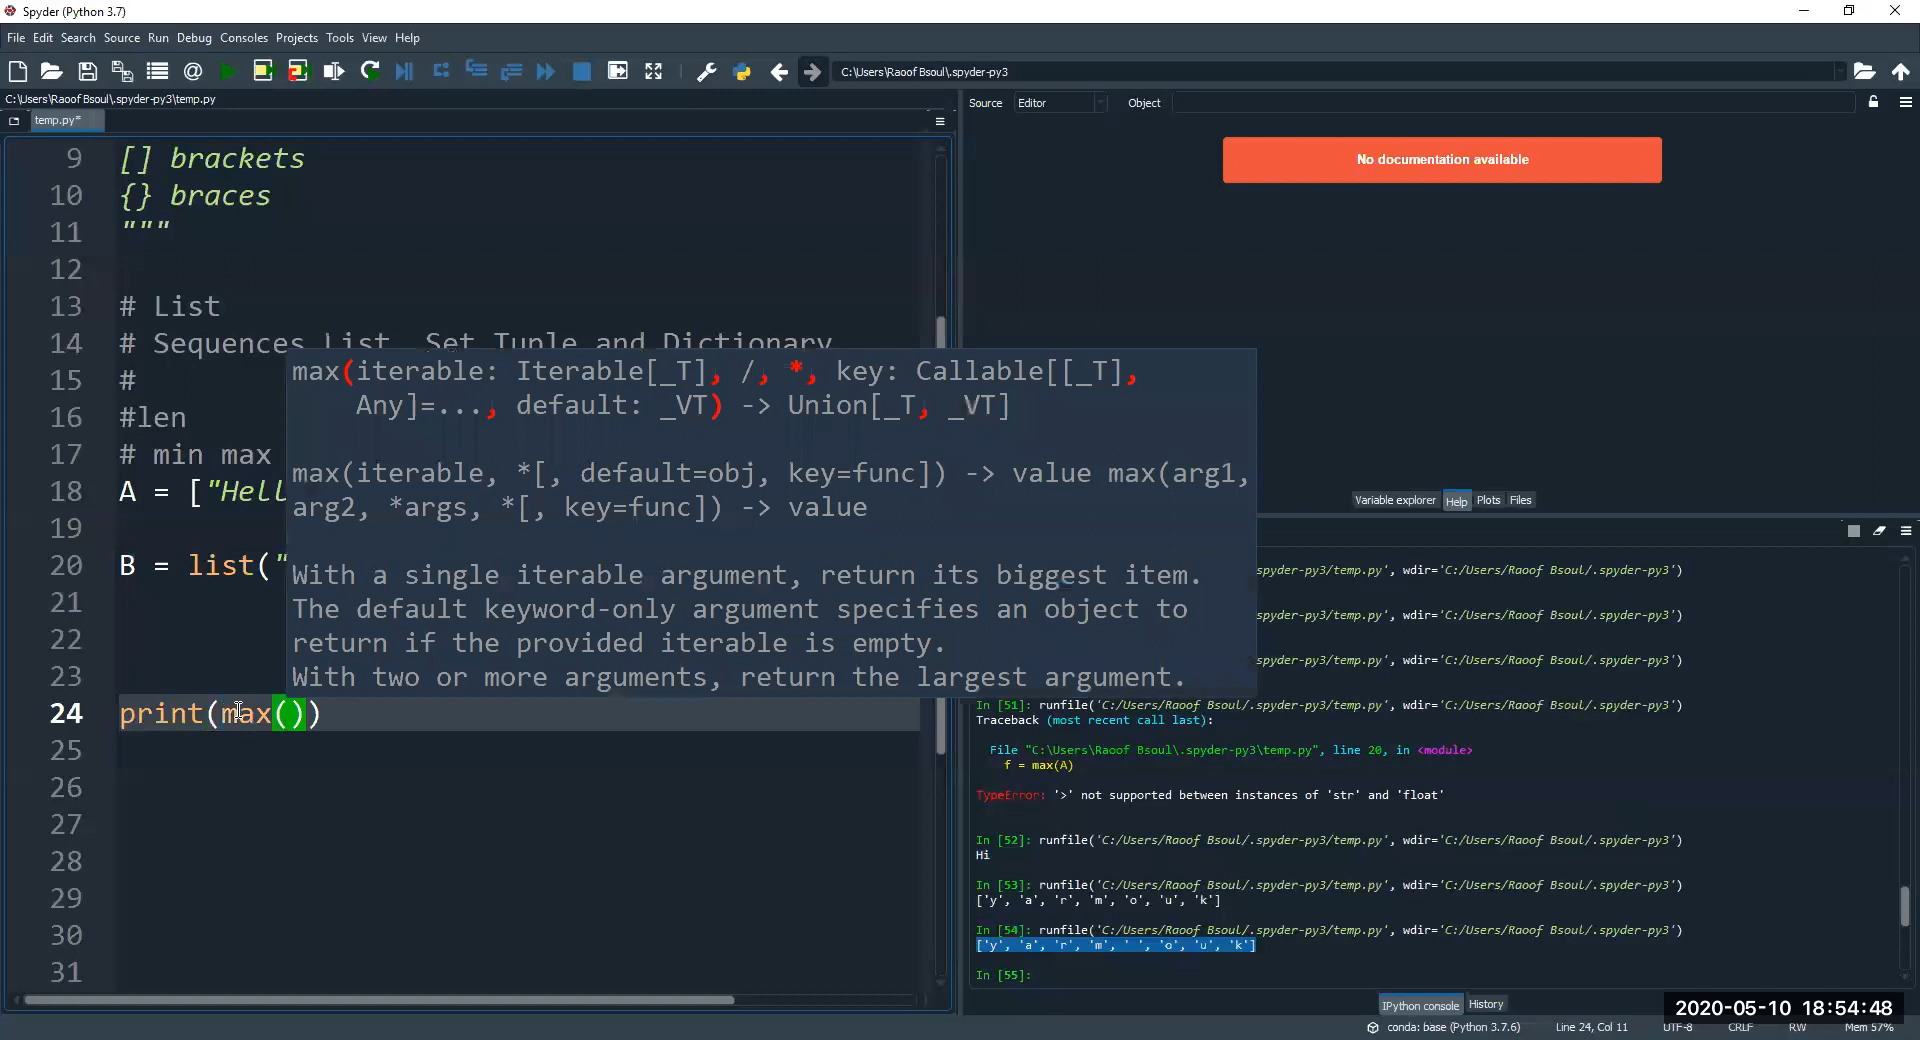 Spyder (Python 3.7)
File Edit Search Source Run Debug Consoles Projects Tools View Help
C:\Users\Raoof Bsoul\.spyder-py3
C:\Users\Raoof Bsoul\.spyder-py3\temp.py
temp.py*
9 [] brackets
10 {} braces
11 """
12
13 # List
14 # Sequences List Set Tuple and Dictionary
15 #
16 #len
17 # min max
18 A = ["Hell
19
20 B = list("
21
22
23
24 print(max())
25
26
27
28
29
30
31
max(iterable: Iterable[_T], /, *, key: Callable[[_T],
Any]=..., default: _VT) -> Union[_T, _VT]
max(iterable, *[, default=obj, key=func]) -> value max(arg1,
arg2, *args, *[, key=func]) -> value
With a single iterable argument, return its biggest item.
The default keyword-only argument specifies an object to
return if the provided iterable is empty.
With two or more arguments, return the largest argument.
Source Editor Object
No documentation available
Variable explorer Help Plots Files
spyder-py3/temp.py', wdir='C:/Users/Raoof Bsoul/.spyder-py3')
spyder-py3/temp.py', wdir='C:/Users/Raoof Bsoul/.spyder-py3')
spyder-py3/temp.py', wdir='C:/Users/Raoof Bsoul/.spyder-py3')
In [51]: runfile('C:/Users/Raoof Bsoul/.spyder-py3/temp.py', wdir='C:/Users/Raoof Bsoul/.spyder-py3')
Traceback (most recent call last):
File "C:\Users\Raoof Bsoul\.spyder-py3\temp.py", line 20, in <module>
f = max(A)
TypeError: '>' not supported between instances of 'str' and 'float'
In [52]: runfile('C:/Users/Raoof Bsoul/.spyder-py3/temp.py', wdir='C:/Users/Raoof Bsoul/.spyder-py3')
Hi
In [53]: runfile('C:/Users/Raoof Bsoul/.spyder-py3/temp.py', wdir='C:/Users/Raoof Bsoul/.spyder-py3')
['y', 'a', 'r', 'm', 'o', 'u', 'k']
In [54]: runfile('C:/Users/Raoof Bsoul/.spyder-py3/temp.py', wdir='C:/Users/Raoof Bsoul/.spyder-py3')
['y', 'a', 'r', 'm', ' ', 'o', 'u', 'k']
In [55]:
IPython console History
2020-05-10 18:54:48
conda: base (Python 3.7.6) Line 24, Col 11 UTF-8 CRLF RW Mem 57%